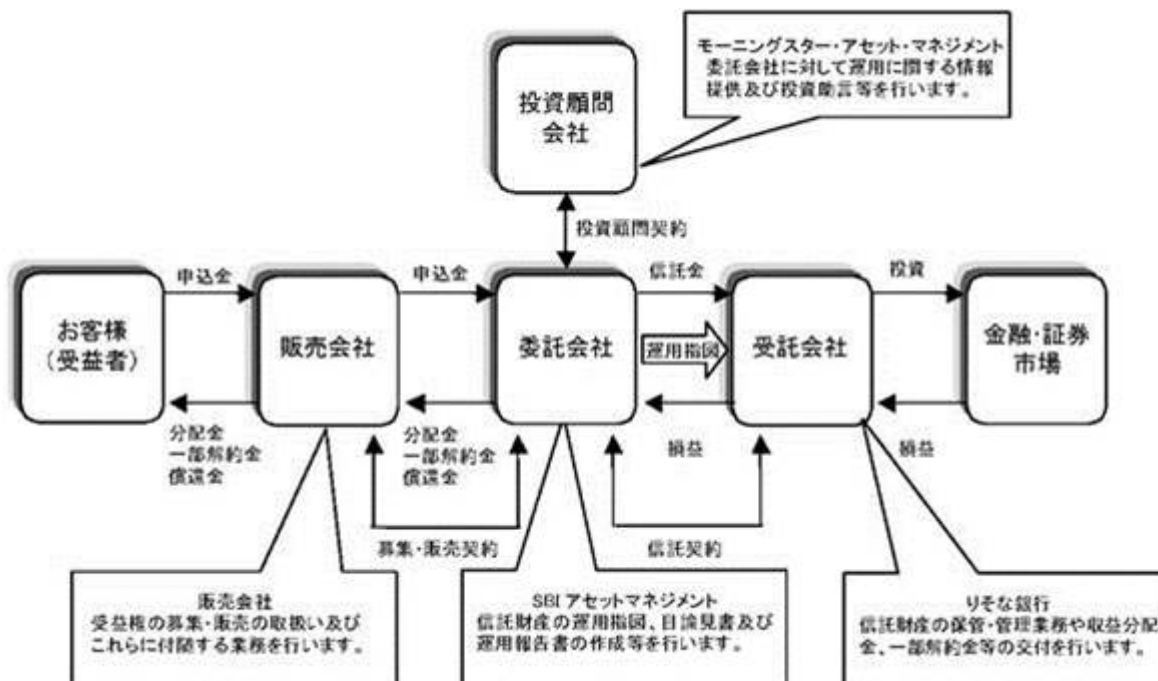 モーニングスター・アセット・マネジメント
委託会社に対して運用に関する情報
提供及び投資助言等を行います。
投資顧問
会社
投資顧問契約
申込金
申込金
信託金
投資
お客様
（受益者）
販売会社
委託会社
運用指図
受託会社
金融・証券
市場
分配金
一部解約金
償還金
分配金
一部解約金
償還金
損益
損益
募集・販売契約
信託契約
販売会社
受益権の募集・販売の取扱い及び
これらに付随する業務を行います。
SBI アセットマネジメント
信託財産の運用指図、目論見書及び
運用報告書の作成等を行います。
りそな銀行
信託財産の保管・管理業務や収益分配
金、一部解約金等の交付を行います。